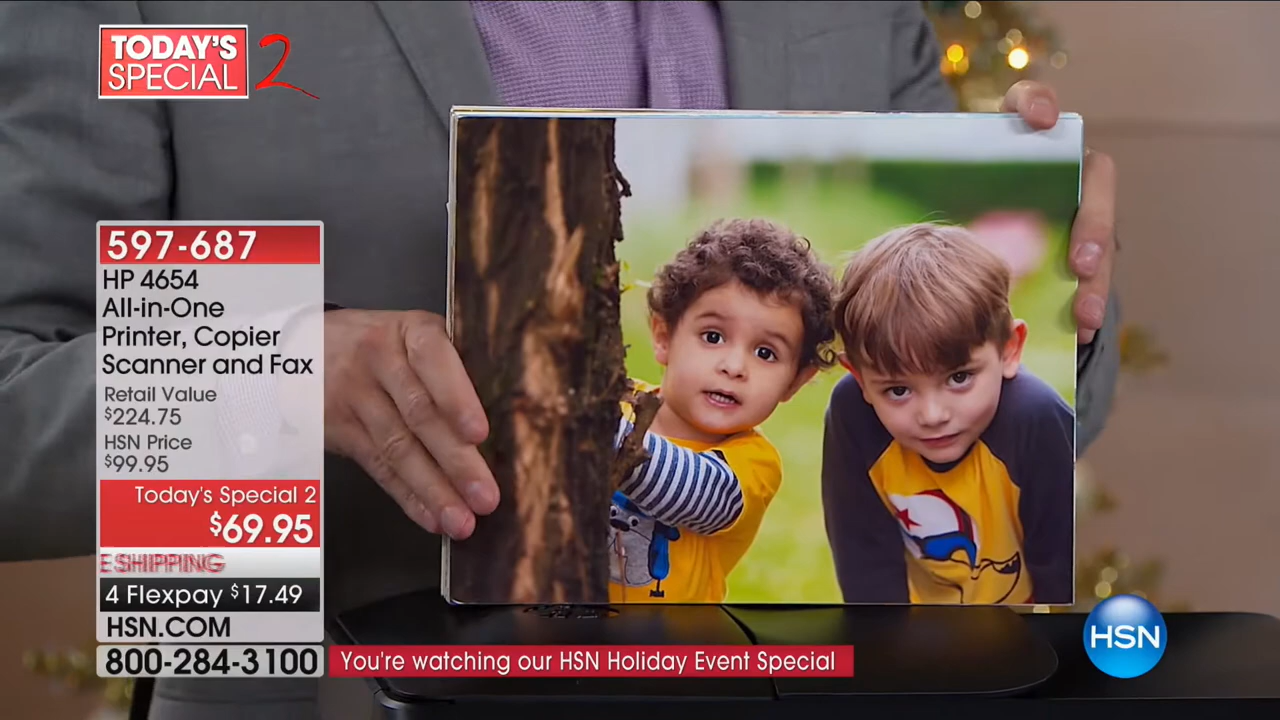 TODAY'S
SPECIAL 2
597-687
HP 4654
All-in-One
Printer, Copier
Scanner and Fax
Retail Value
$224.75
HSN Price
$99.95
Today's Special 2
$69.95
E SHIPPING
4 Flexpay $17.49
HSN.COM
800-284-3100
You're watching our HSN Holiday Event Special
HSN